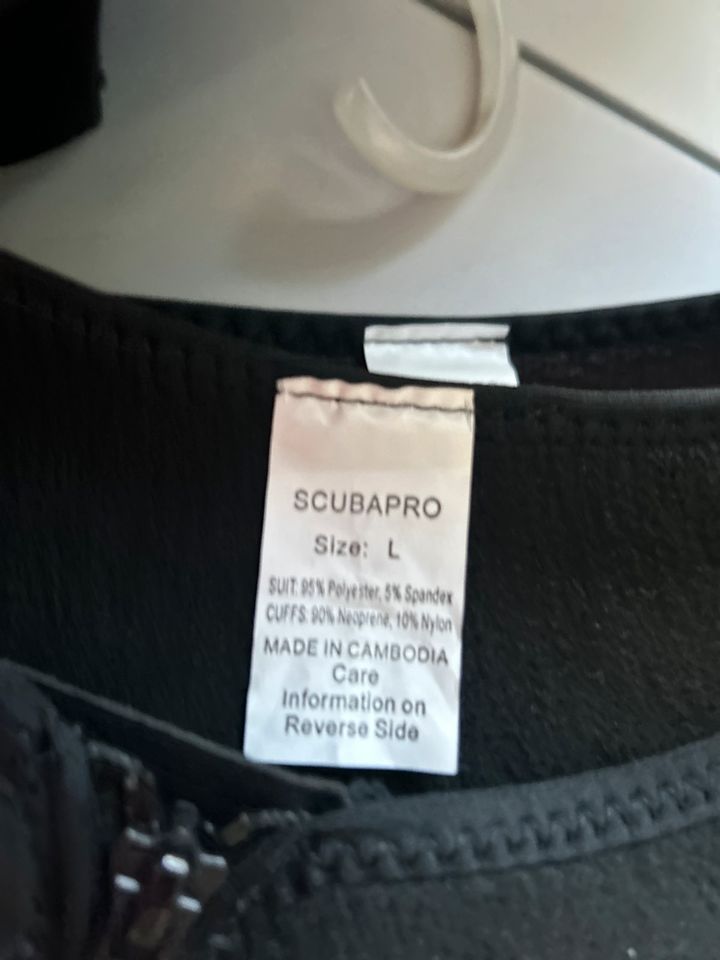 SCUBAPRO
Size: L
SUIT: 95% Polyester, 5% Spandex
CUFFS: 90% Neoprene, 10% Nylon
MADE IN CAMBODIA
Care
Information on
Reverse Side